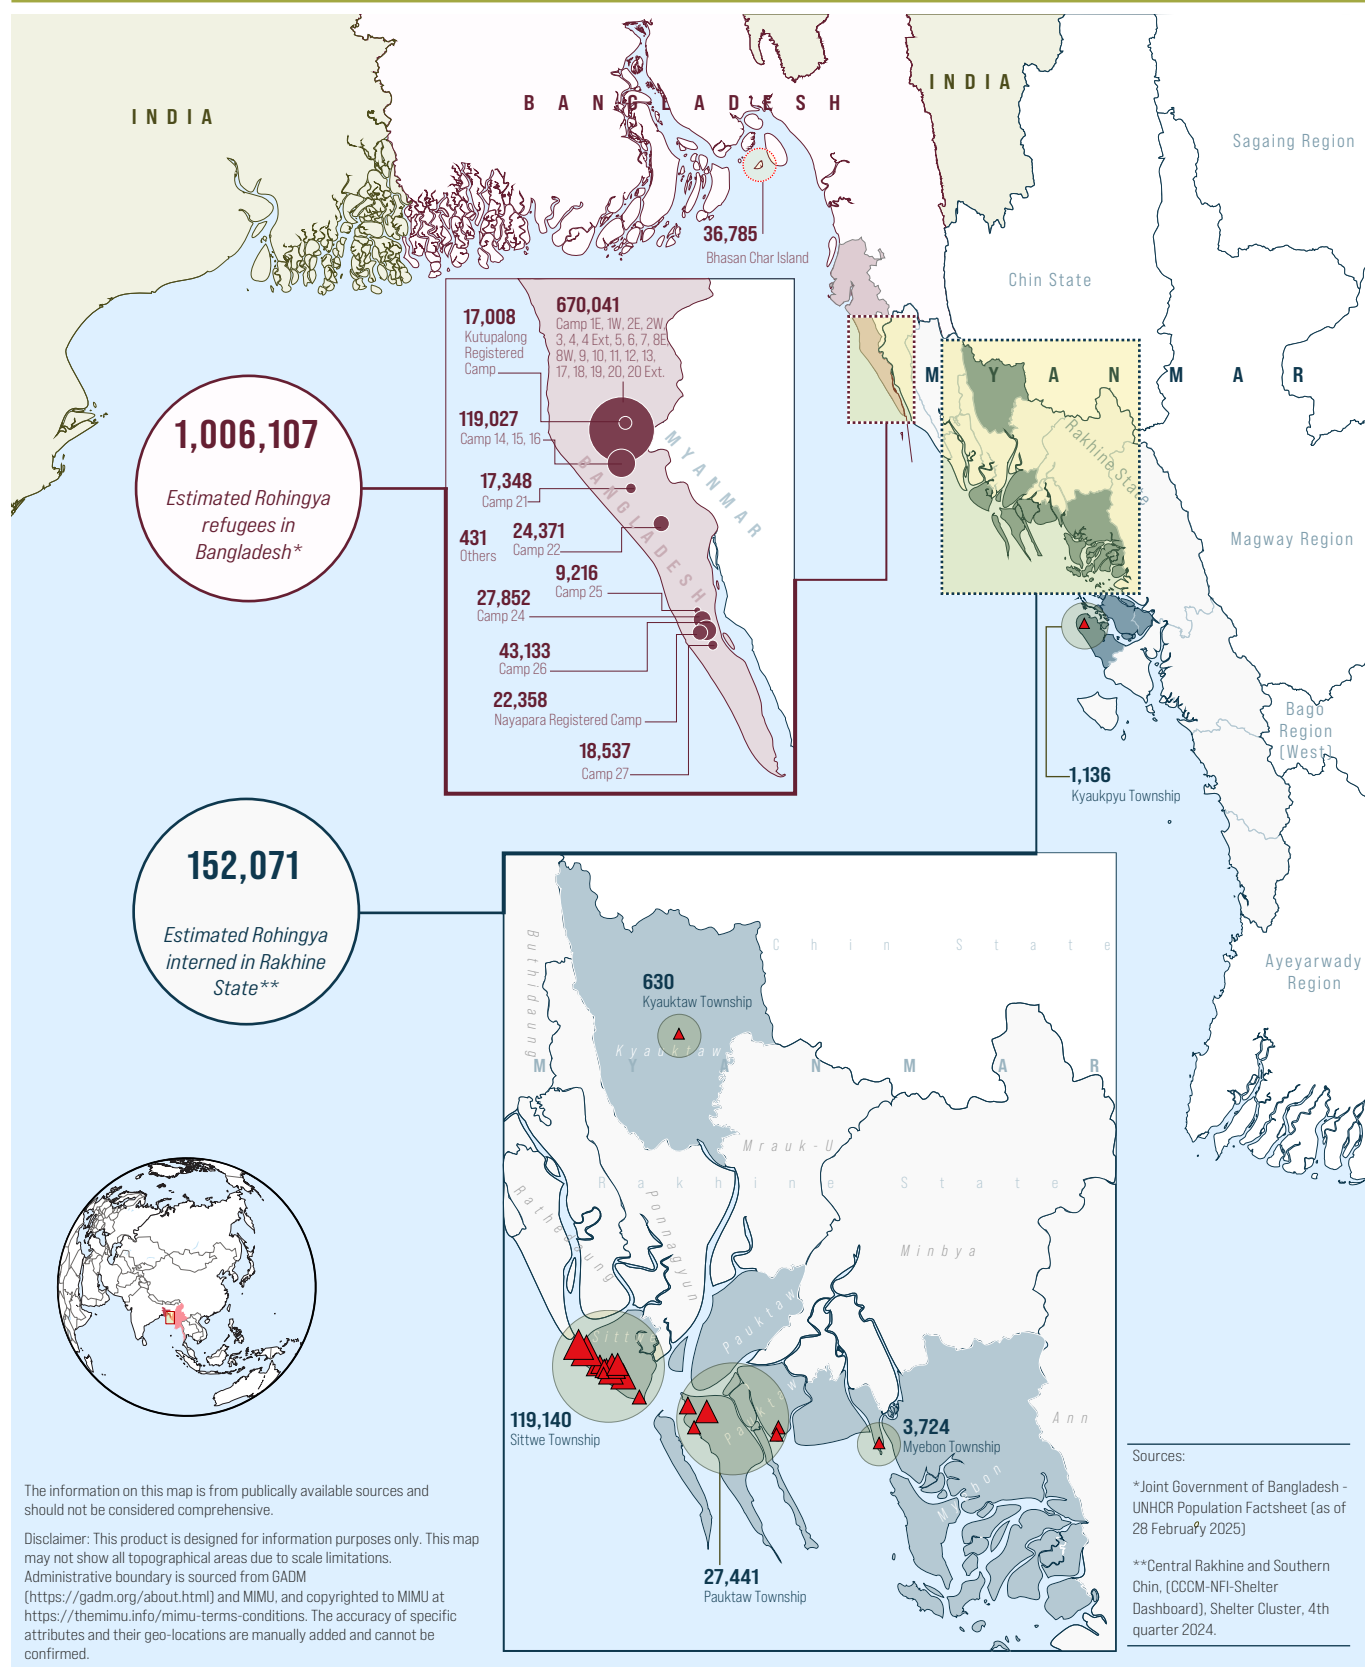 INDIA
BANGLADESH
INDIA
Sagaing Region
36,785
Bhasan Char Island
Chin State
MYANMAR
Rakhine State
Magway Region
Bago
Region
(West)
1,136
Kyaukpyu Township
Ayeyarwady
Region
1,006,107
Estimated Rohingya
refugees in
Bangladesh*
17,008
Kutupalong
Registered
Camp
670,041
Camp 1E, 1W, 2E, 2W,
3, 4, 4 Ext, 5, 6, 7, 8E,
8W, 9, 10, 11, 12, 13,
17, 18, 19, 20, 20 Ext.
119,027
Camp 14, 15, 16
17,348
Camp 21
431
Others
24,371
Camp 22
9,216
Camp 25
27,852
Camp 24
43,133
Camp 26
22,358
Nayapara Registered Camp
18,537
Camp 27
MYANMAR
BANGLADESH
152,071
Estimated Rohingya
interned in Rakhine
State**
Buthidaung
Chin State
630
Kyauktaw Township
Kyauktaw
MYANMAR
Mrauk-U
Rakhine State
Rathedaung
Ponnagyun
Minbya
Sittwe
Pauktaw
Pauktaw
Ann
Myebon
119,140
Sittwe Township
3,724
Myebon Township
27,441
Pauktaw Township
The information on this map is from publically available sources and
should not be considered comprehensive.
Disclaimer: This product is designed for information purposes only. This map
may not show all topographical areas due to scale limitations.
Administrative boundary is sourced from GADM
(https://gadm.org/about.html) and MIMU, and copyrighted to MIMU at
https://themimu.info/mimu-terms-conditions. The accuracy of specific
attributes and their geo-locations are manually added and cannot be
confirmed.
Sources:
*Joint Government of Bangladesh -
UNHCR Population Factsheet (as of
28 February 2025)
**Central Rakhine and Southern
Chin, (CCCM-NFI-Shelter
Dashboard), Shelter Cluster, 4th
quarter 2024.